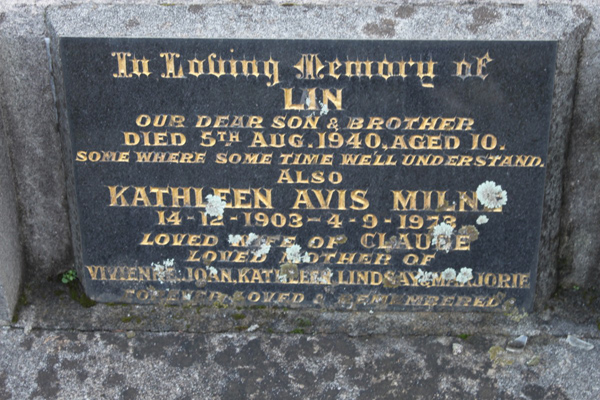 In Loving Memory of
LIN
OUR DEAR SON & BROTHER
DIED 5TH AUG. 1940, AGED 10.
SOME WHERE SOME TIME WE'LL UNDERSTAND.
ALSO
KATHLEEN AVIS MILNE
14-12-1903-4-9-1973
LOVED WIFE OF CLAUDE
LOVED MOTHER OF
VIVIENNE, JOAN, KATHLEEN, LINDSAY & MARJORIE
LOVED & REMEMBERED